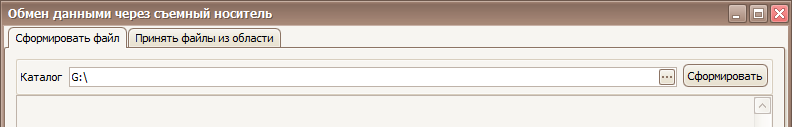 Обмен данными через съемный носитель
Сформировать файл Принять файлы из области
Каталог G:\ ... Сформировать